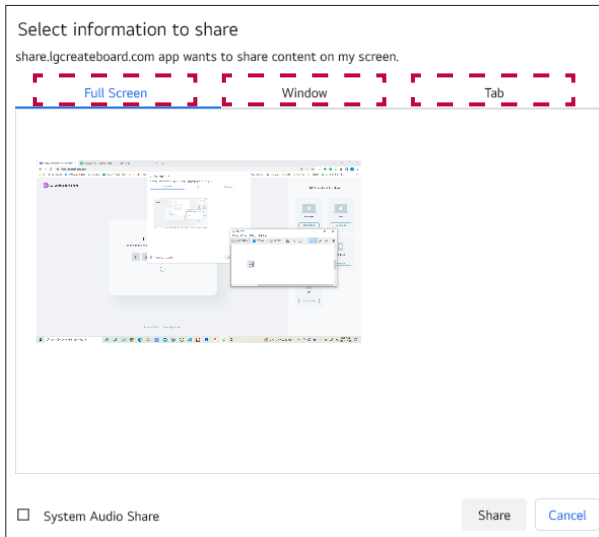 Select information to share
share.lgcreateboard.com app wants to share content on my screen.
Full Screen Window Tab
System Audio Share Share Cancel